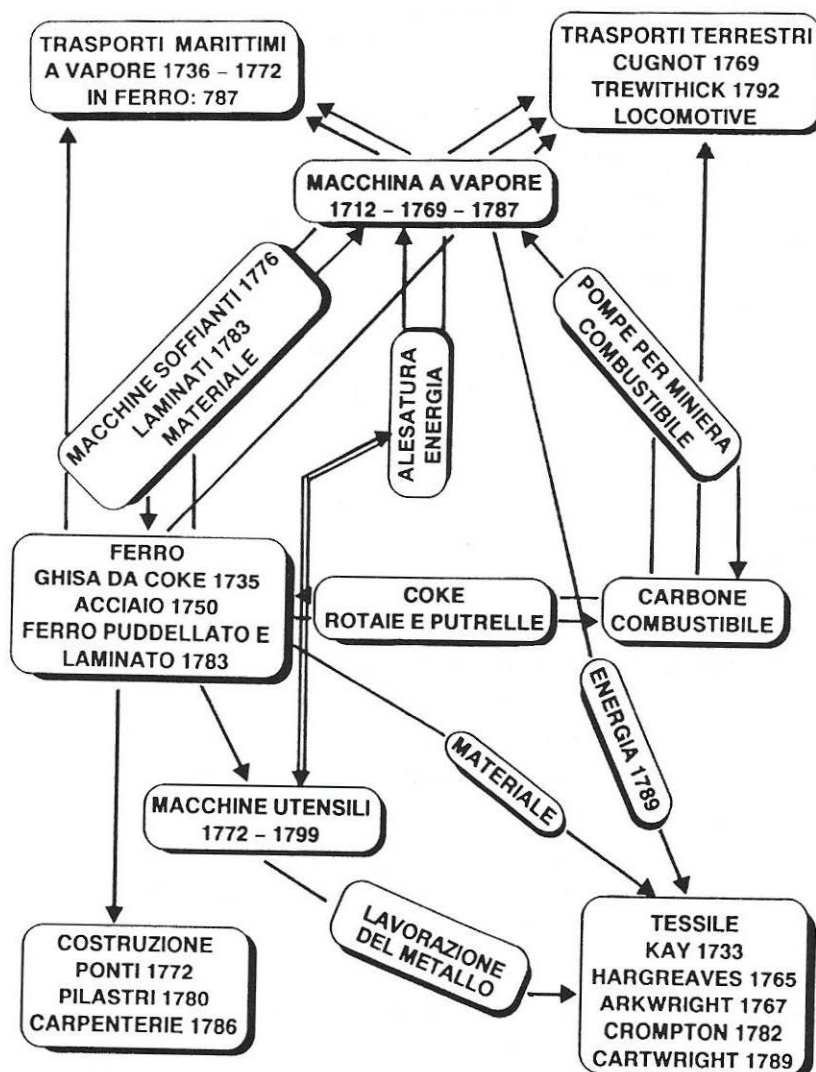 TRASPORTI MARITTIMI
A VAPORE 1736 – 1772
IN FERRO: 787
TRASPORTI TERRESTRI
CUGNOT 1769
TREWITHICK 1792
LOCOMOTIVE
MACCHINA A VAPORE
1712 – 1769 – 1787
MACCHINE SOFFIANTI 1776
LAMINATI 1783
MATERIALE
ALESATURA
ENERGIA
POMPE PER MINIERA
COMBUSTIBILE
FERRO
GHISA DA COKE 1735
ACCIAIO 1750
FERRO PUDDELLATO E
LAMINATO 1783
COKE
ROTAIE E PUTRELLE
CARBONE
COMBUSTIBILE
MATERIALE
ENERGIA 1789
MACCHINE UTENSILI
1772 – 1799
LAVORAZIONE
DEL METALLO
COSTRUZIONE
PONTI 1772
PILASTRI 1780
CARPENTERIE 1786
TESSILE
KAY 1733
HARGREAVES 1765
ARKWRIGHT 1767
CROMPTON 1782
CARTWRIGHT 1789